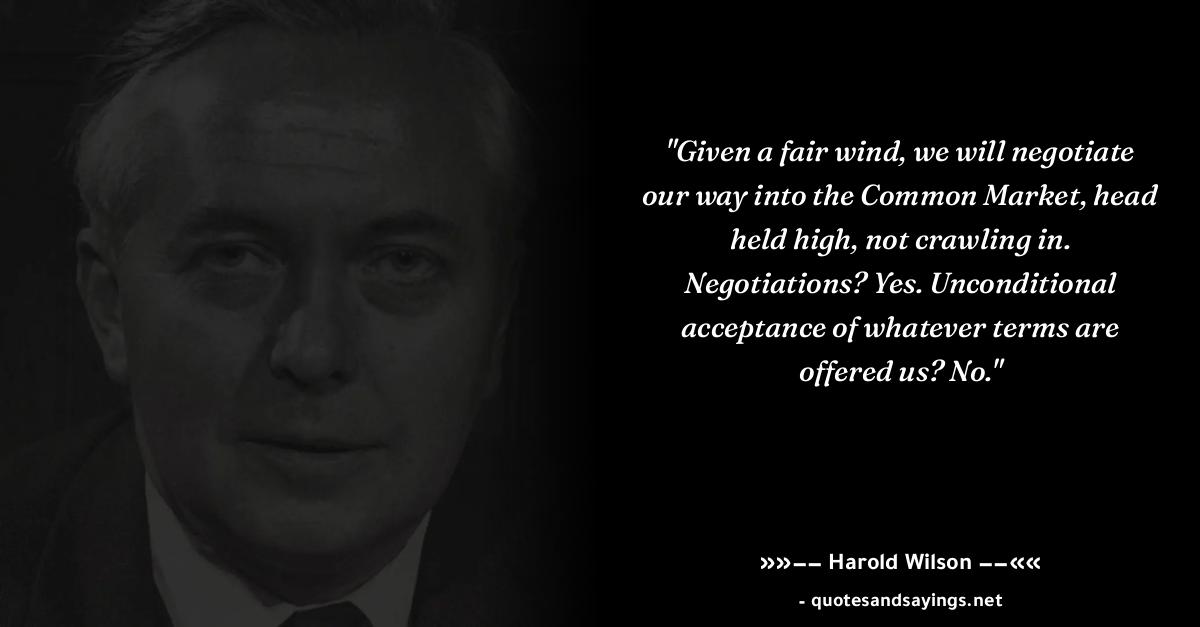 "Given a fair wind, we will negotiate
our way into the Common Market, head
held high, not crawling in.
Negotiations? Yes. Unconditional
acceptance of whatever terms are
offered us? No."
»»−− Harold Wilson −−««
- quotesandsayings.net